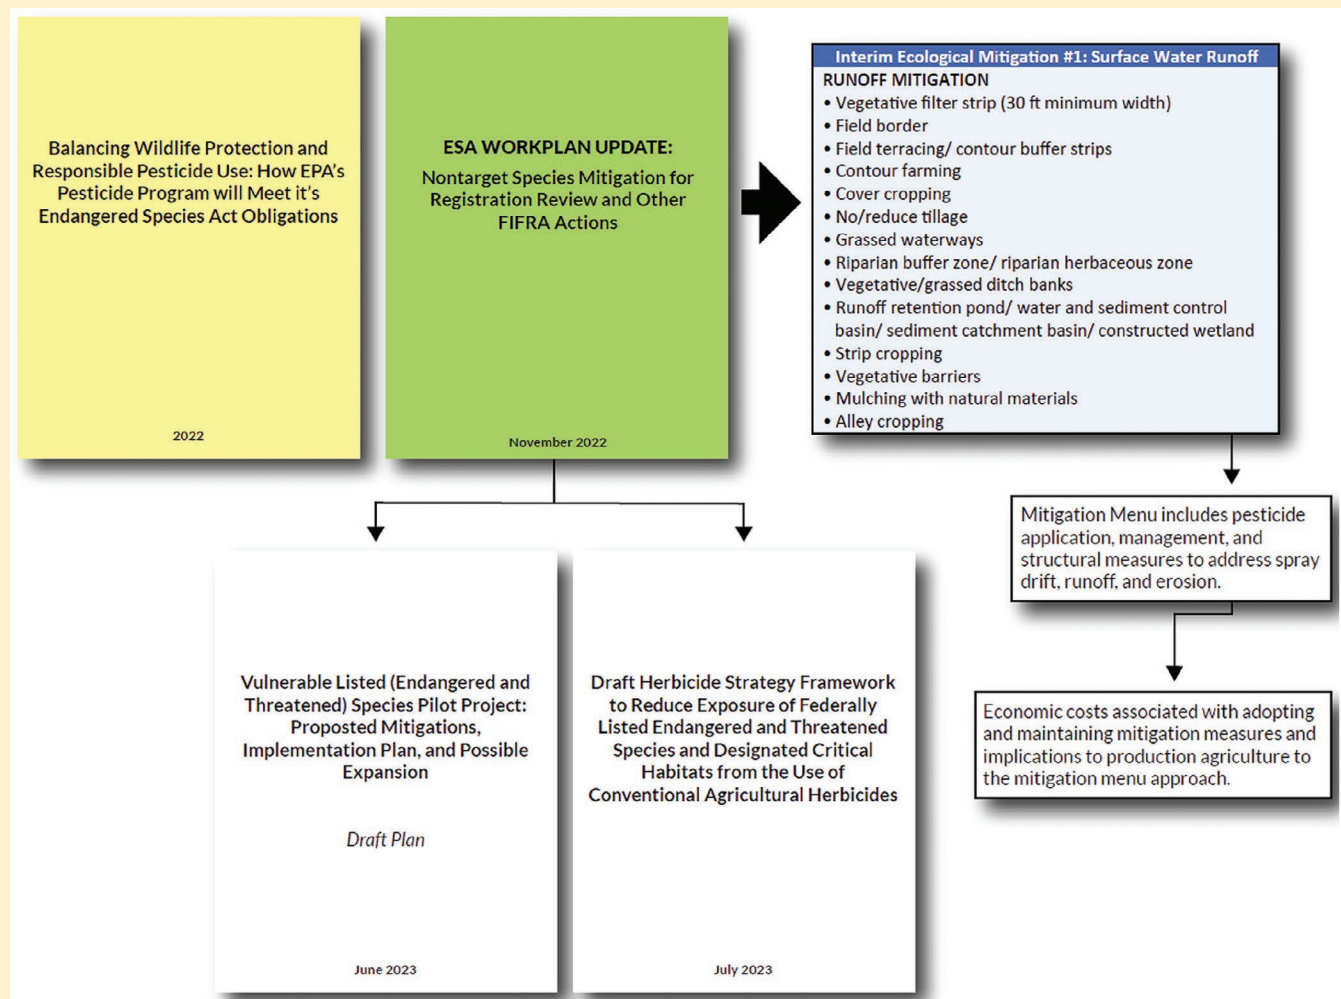 Balancing Wildlife Protection and
Responsible Pesticide Use: How EPA's
Pesticide Program will Meet it's
Endangered Species Act Obligations
2022
ESA WORKPLAN UPDATE:
Nontarget Species Mitigation for
Registration Review and Other
FIFRA Actions
November 2022
Interim Ecological Mitigation #1: Surface Water Runoff
RUNOFF MITIGATION
• Vegetative filter strip (30 ft minimum width)
• Field border
• Field terracing/ contour buffer strips
• Contour farming
• Cover cropping
• No/reduce tillage
• Grassed waterways
• Riparian buffer zone/ riparian herbaceous zone
• Vegetative/grassed ditch banks
• Runoff retention pond/ water and sediment control
basin/ sediment catchment basin/ constructed wetland
• Strip cropping
• Vegetative barriers
• Mulching with natural materials
• Alley cropping
Mitigation Menu includes pesticide
application, management, and
structural measures to address spray
drift, runoff, and erosion.
Economic costs associated with adopting
and maintaining mitigation measures and
implications to production agriculture to
the mitigation menu approach.
Vulnerable Listed (Endangered and
Threatened) Species Pilot Project:
Proposted Mitigations,
Implementation Plan, and Possible
Expansion
Draft Plan
June 2023
Draft Herbicide Strategy Framework
to Reduce Exposure of Federally
Listed Endangered and Threatened
Species and Designated Critical
Habitats from the Use of
Conventional Agricultural Herbicides
July 2023